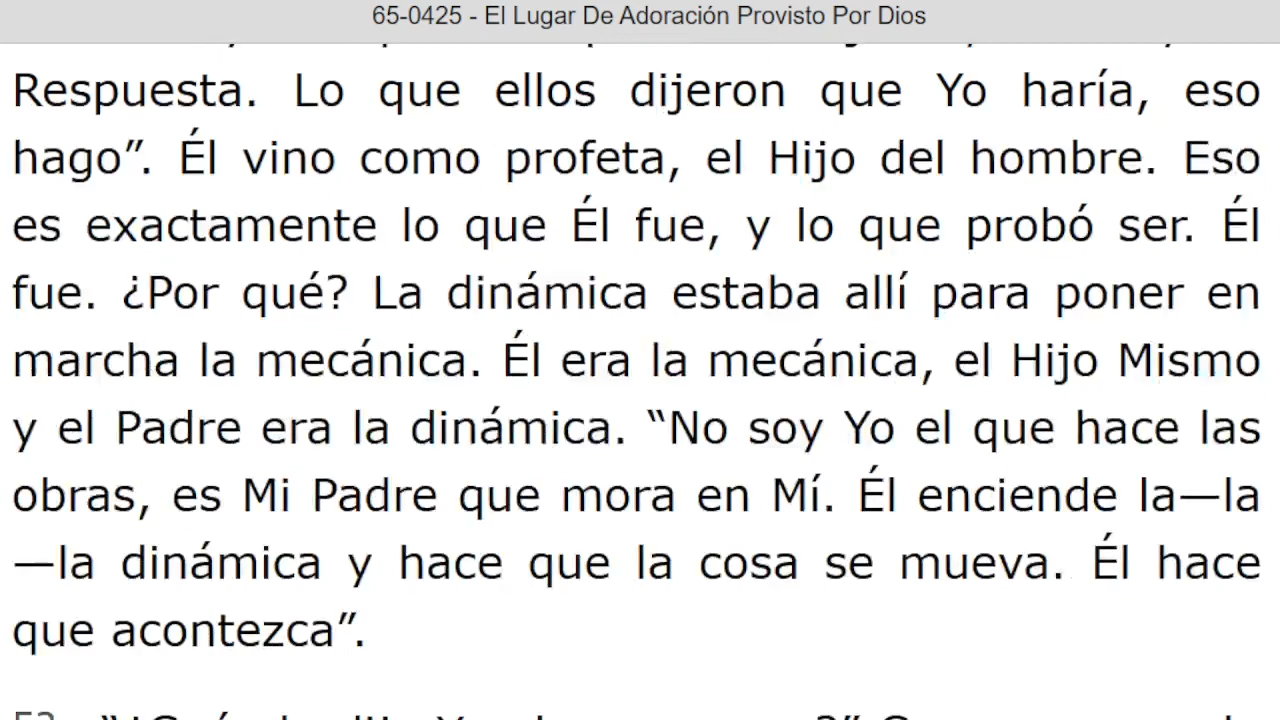 65-0425 - El Lugar De Adoración Provisto Por Dios
Respuesta. Lo que ellos dijeron que Yo haría, eso
hago”. Él vino como profeta, el Hijo del hombre. Eso
es exactamente lo que Él fue, y lo que probó ser. Él
fue. ¿Por qué? La dinámica estaba allí para poner en
marcha la mecánica. Él era la mecánica, el Hijo Mismo
y el Padre era la dinámica. “No soy Yo el que hace las
obras, es Mi Padre que mora en Mí. Él enciende la—la
—la dinámica y hace que la cosa se mueva. Él hace
que acontezca”.